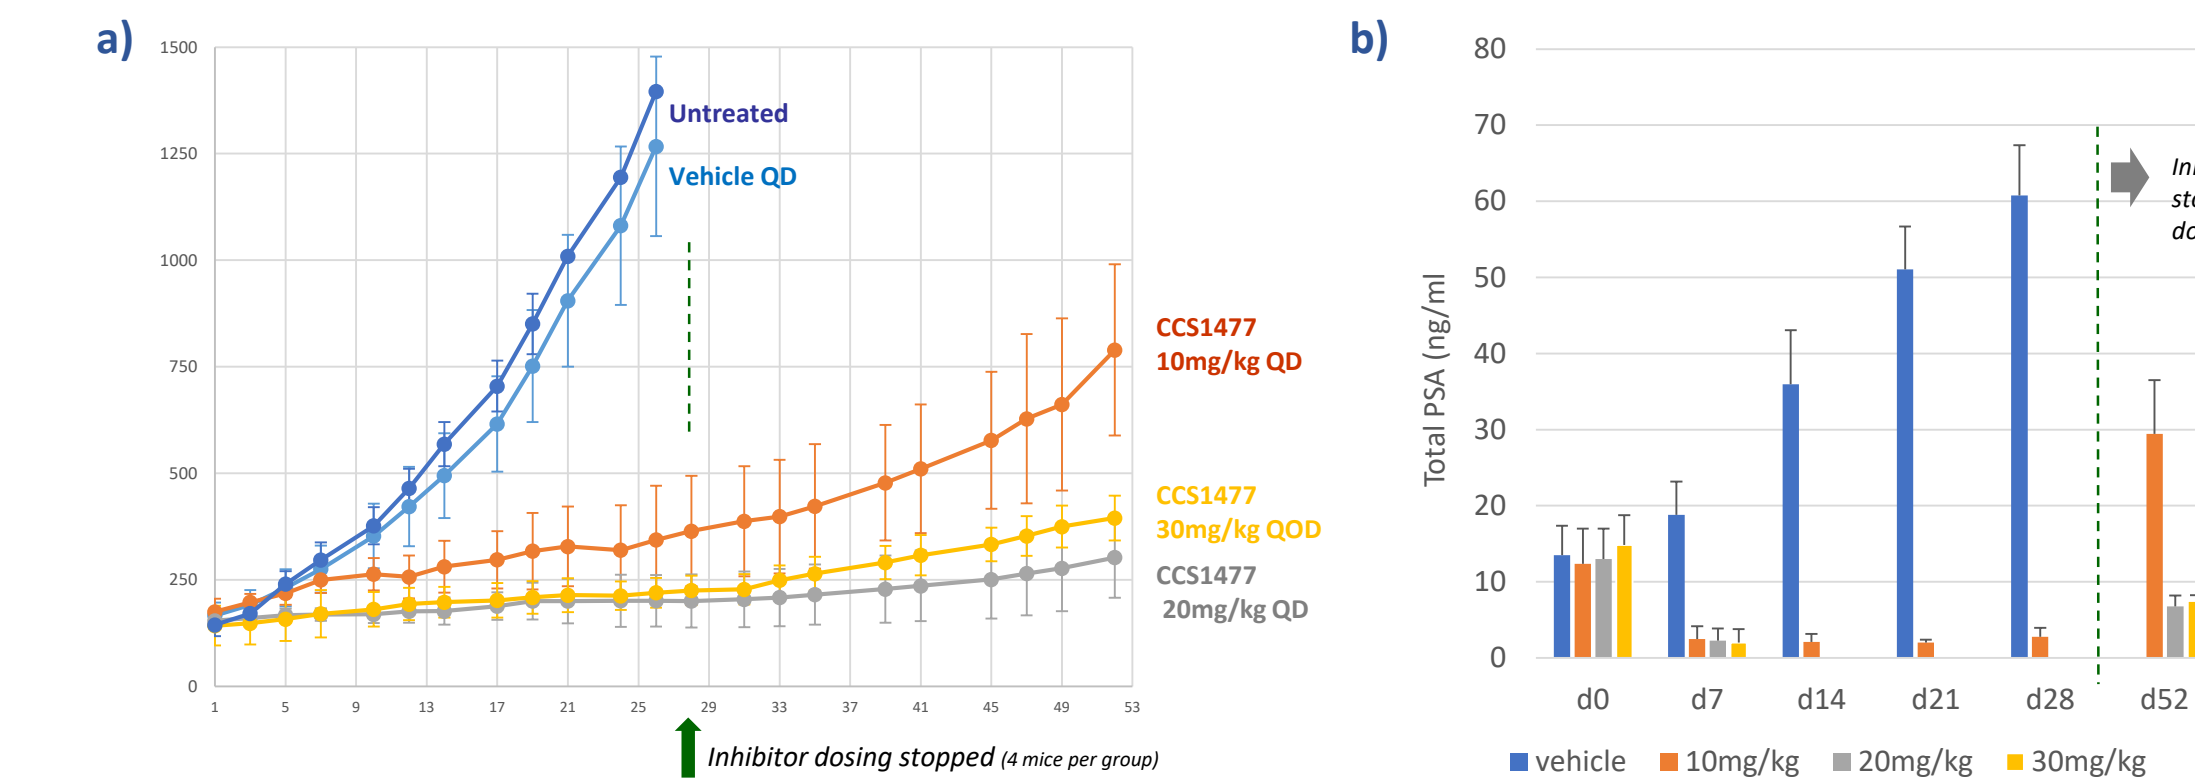 a)
1500
1250
1000
750
500
250
0
1 5 9 13 17 21 25 29 33 37 41 45 49 53
Untreated
Vehicle QD
CCS1477
10mg/kg QD
CCS1477
30mg/kg QOD
CCS1477
20mg/kg QD
Inhibitor dosing stopped (4 mice per group)
b)
Total PSA (ng/ml
80
70
60
50
40
30
20
10
0
d0 d7 d14 d21 d28 d52
vehicle 10mg/kg 20mg/kg 30mg/kg